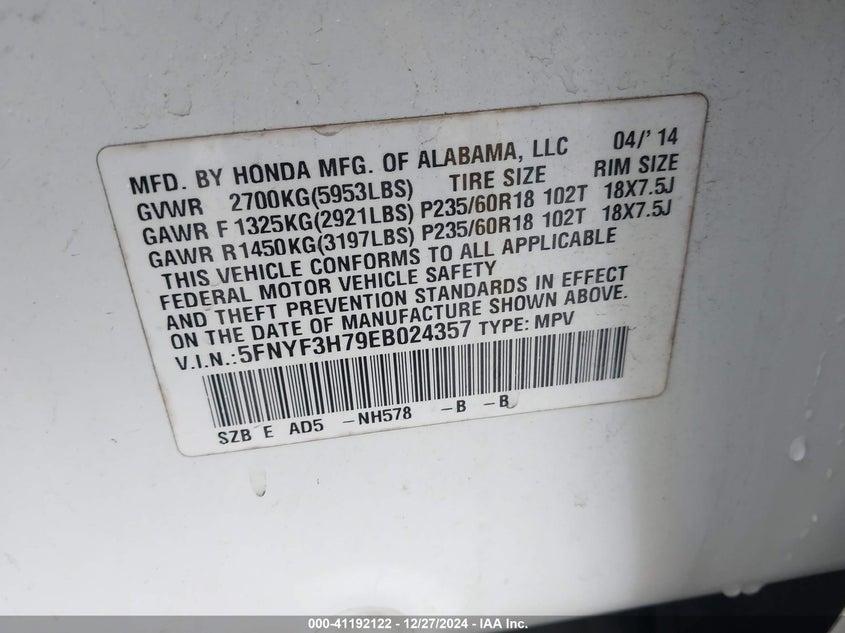 MFD. BY HONDA MFG. OF ALABAMA, LLC 04/'14
GVWR 2700KG(5953LBS) TIRE SIZE RIM SIZE
GAWR F 1325KG(2921LBS) P235/60R18 102T 18X7.5J
GAWR R 1450KG(3197LBS) P235/60R18 102T 18X7.5J
THIS VEHICLE CONFORMS TO ALL APPLICABLE
FEDERAL MOTOR VEHICLE SAFETY
AND THEFT PREVENTION STANDARDS IN EFFECT
ON THE DATE OF MANUFACTURE SHOWN ABOVE.
V.I.N.:5FNYF3H79EB024357 TYPE: MPV
SZB E AD5 -NH578 -B -B
000-41192122 - 12/27/2024 - IAA Inc.